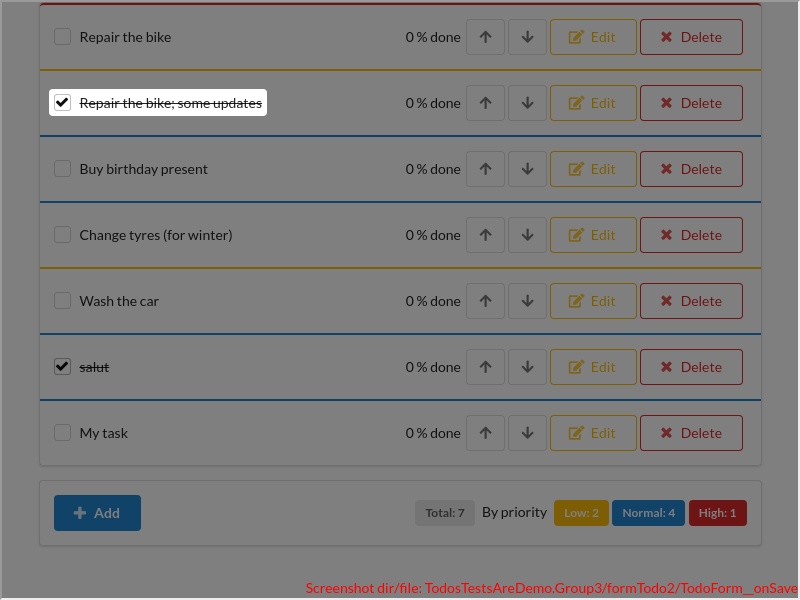 Repair the bike 0 % done Edit Delete
Repair the bike; some updates 0 % done Edit Delete
Buy birthday present 0 % done Edit Delete
Change tyres (for winter) 0 % done Edit Delete
Wash the car 0 % done Edit Delete
salut 0 % done Edit Delete
My task 0 % done Edit Delete
Add Total: 7 By priority Low: 2 Normal: 4 High: 1
Screenshot dir/file: TodosTestsAreDemo.Group3/formTodo2/TodoForm__onSave